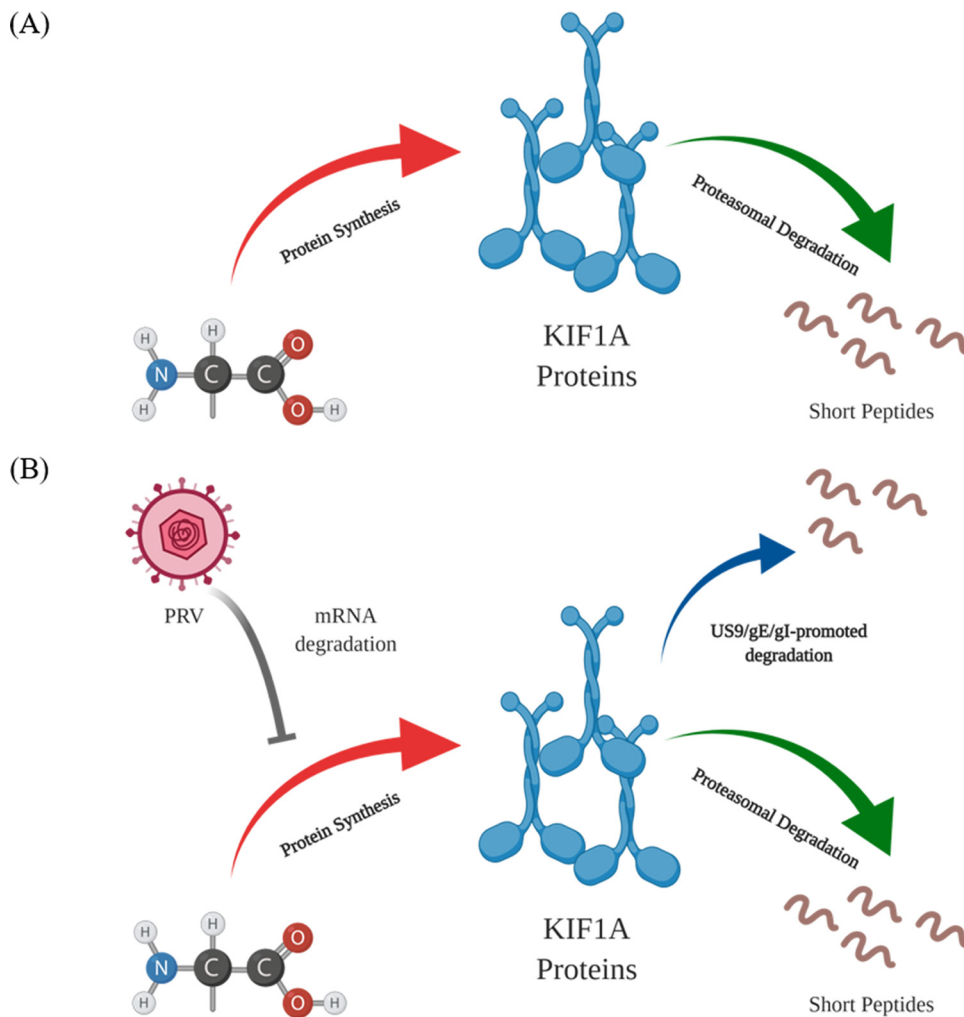 (A)
Protein Synthesis
Proteasomal Degradation
KIF1A
Proteins
Short Peptides
H
H
N
C
C
O
O
H
H
(B)
PRV
mRNA
degradation
US9/gE/gI-promoted
degradation
Protein Synthesis
Proteasomal Degradation
KIF1A
Proteins
Short Peptides
H
H
N
C
C
O
O
H
H